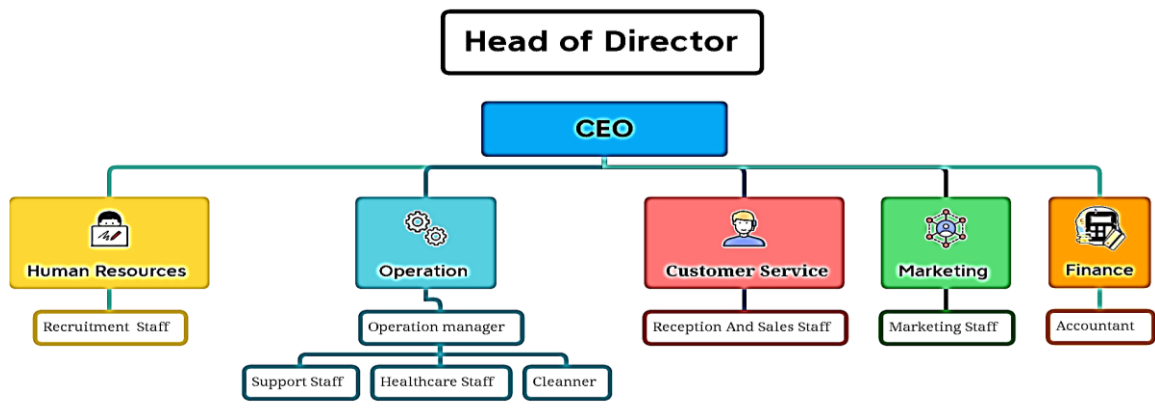 Head of Director
CEO
Human Resources
Operation
Customer Service
Marketing
Finance
Recruitment Staff
Operation manager
Reception And Sales Staff
Marketing Staff
Accountant
Support Staff
Healthcare Staff
Cleanner